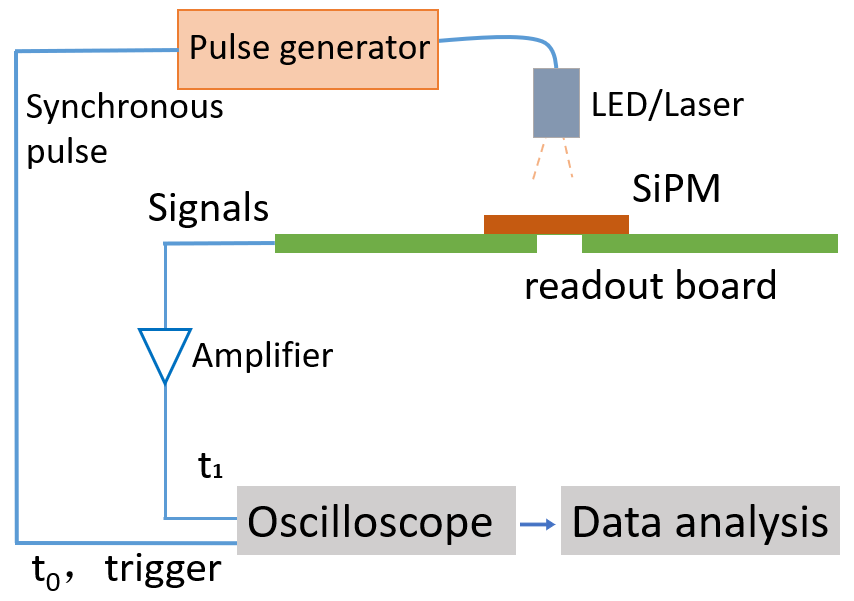 Pulse generator
Synchronous
pulse
LED/Laser
SiPM
Signals
readout board
Amplifier
t₁
Oscilloscope
Data analysis
t₀， trigger